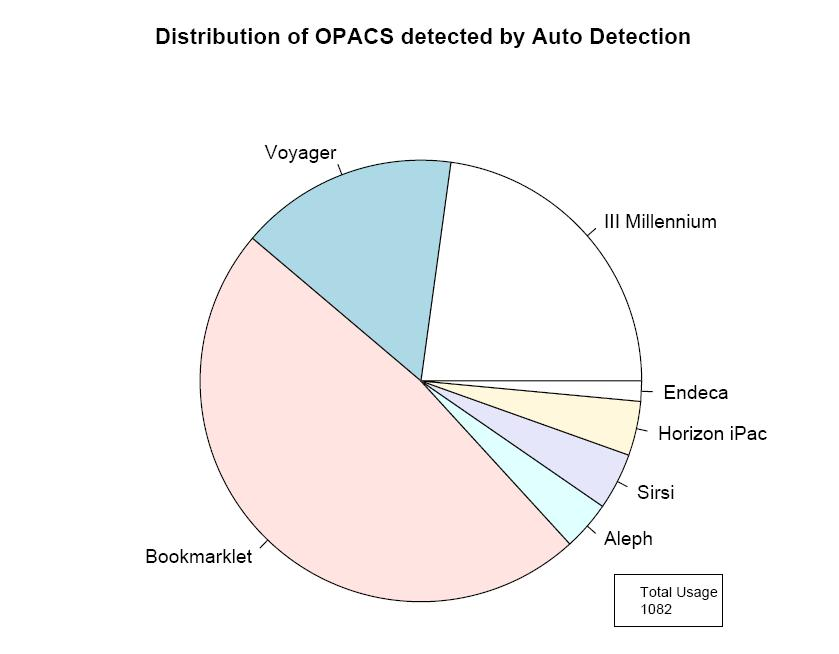 Distribution of OPACS detected by Auto Detection
Voyager
III Millennium
Endeca
Horizon iPac
Sirsi
Aleph
Bookmarklet
Total Usage
1082